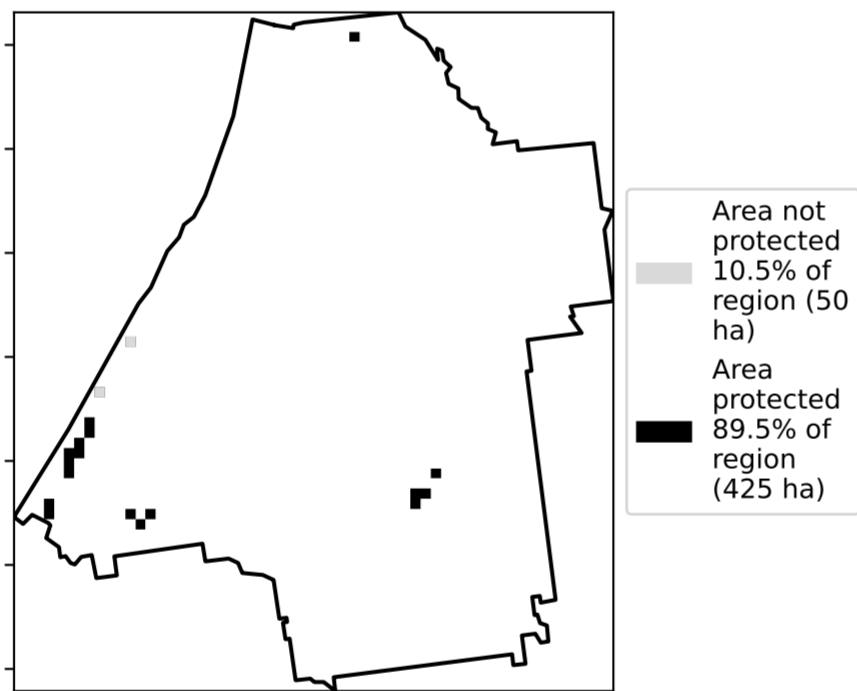 Area not
protected
10.5% of
region (50
ha)
Area
protected
89.5% of
region
(425 ha)